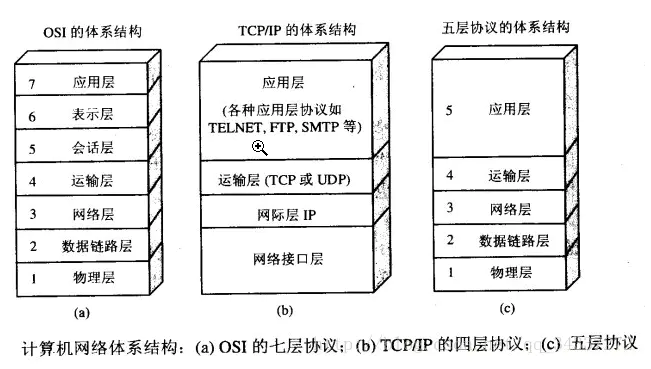 OSI 的体系结构
7 应用层
6 表示层
5 会话层
4 运输层
3 网络层
2 数据链路层
1 物理层
(a)
TCP/IP 的体系结构
应用层
(各种应用层协议如
TELNET, FTP, SMTP 等)
运输层 (TCP 或 UDP)
网际层 IP
网络接口层
(b)
五层协议的体系结构
5 应用层
4 运输层
3 网络层
2 数据链路层
1 物理层
(c)
计算机网络体系结构：(a) OSI 的七层协议；(b) TCP/IP 的四层协议；(c) 五层协议